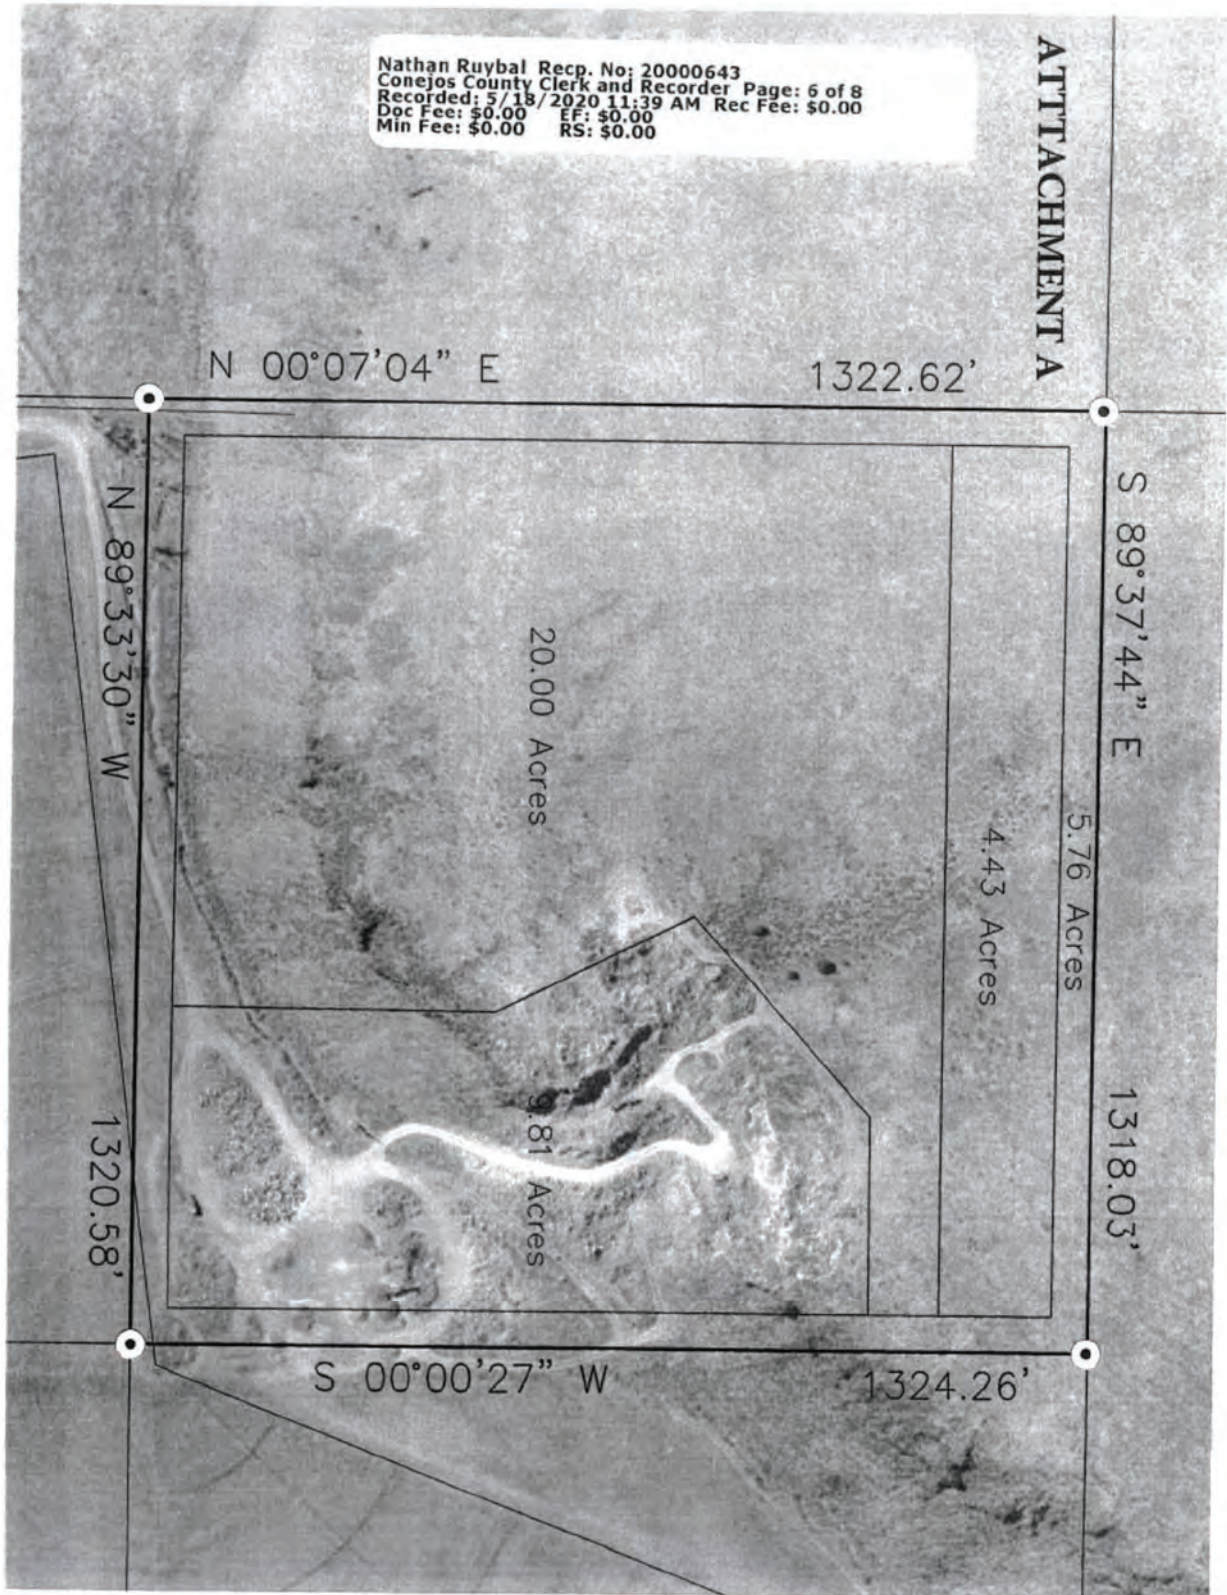 Nathan Ruybal Recp. No: 20000643
Conejos County Clerk and Recorder Page: 6 of 8
Recorded: 5/18/2020 11:39 AM Rec Fee: $0.00
Doc Fee: $0.00 EF: $0.00
Min Fee: $0.00 RS: $0.00
ATTTACHMENT A
N 00°07'04" E
1322.62'
S 89°37'44" E
1318.03'
5.76 Acres
4.43 Acres
20.00 Acres
9.81 Acres
N 89°33'30" W
1320.58'
S 00°00'27" W
1324.26'